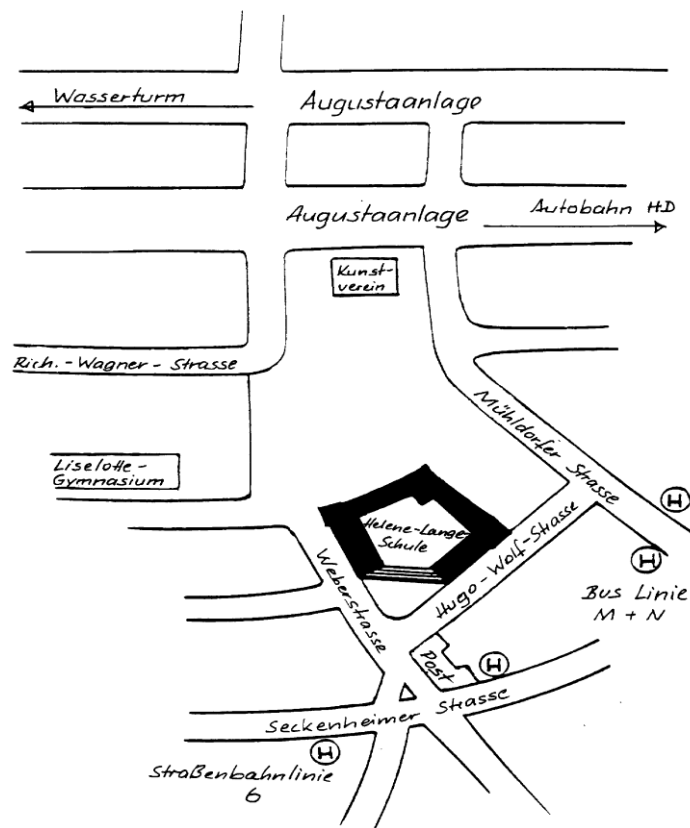 Wasserturm
Augustaanlage
Augustaanlage
Autobahn HD
Kunst-
verein
Rich.-Wagner-Strasse
Mühldorfer Strasse
Liselotte-
Gymnasium
H
Helene-Lange-
Schule
Hugo-Wolf-Strasse
H
Weberstrasse
Bus Linie
M + N
Post
H
Seckenheimer Strasse
H
Straßenbahnlinie
6